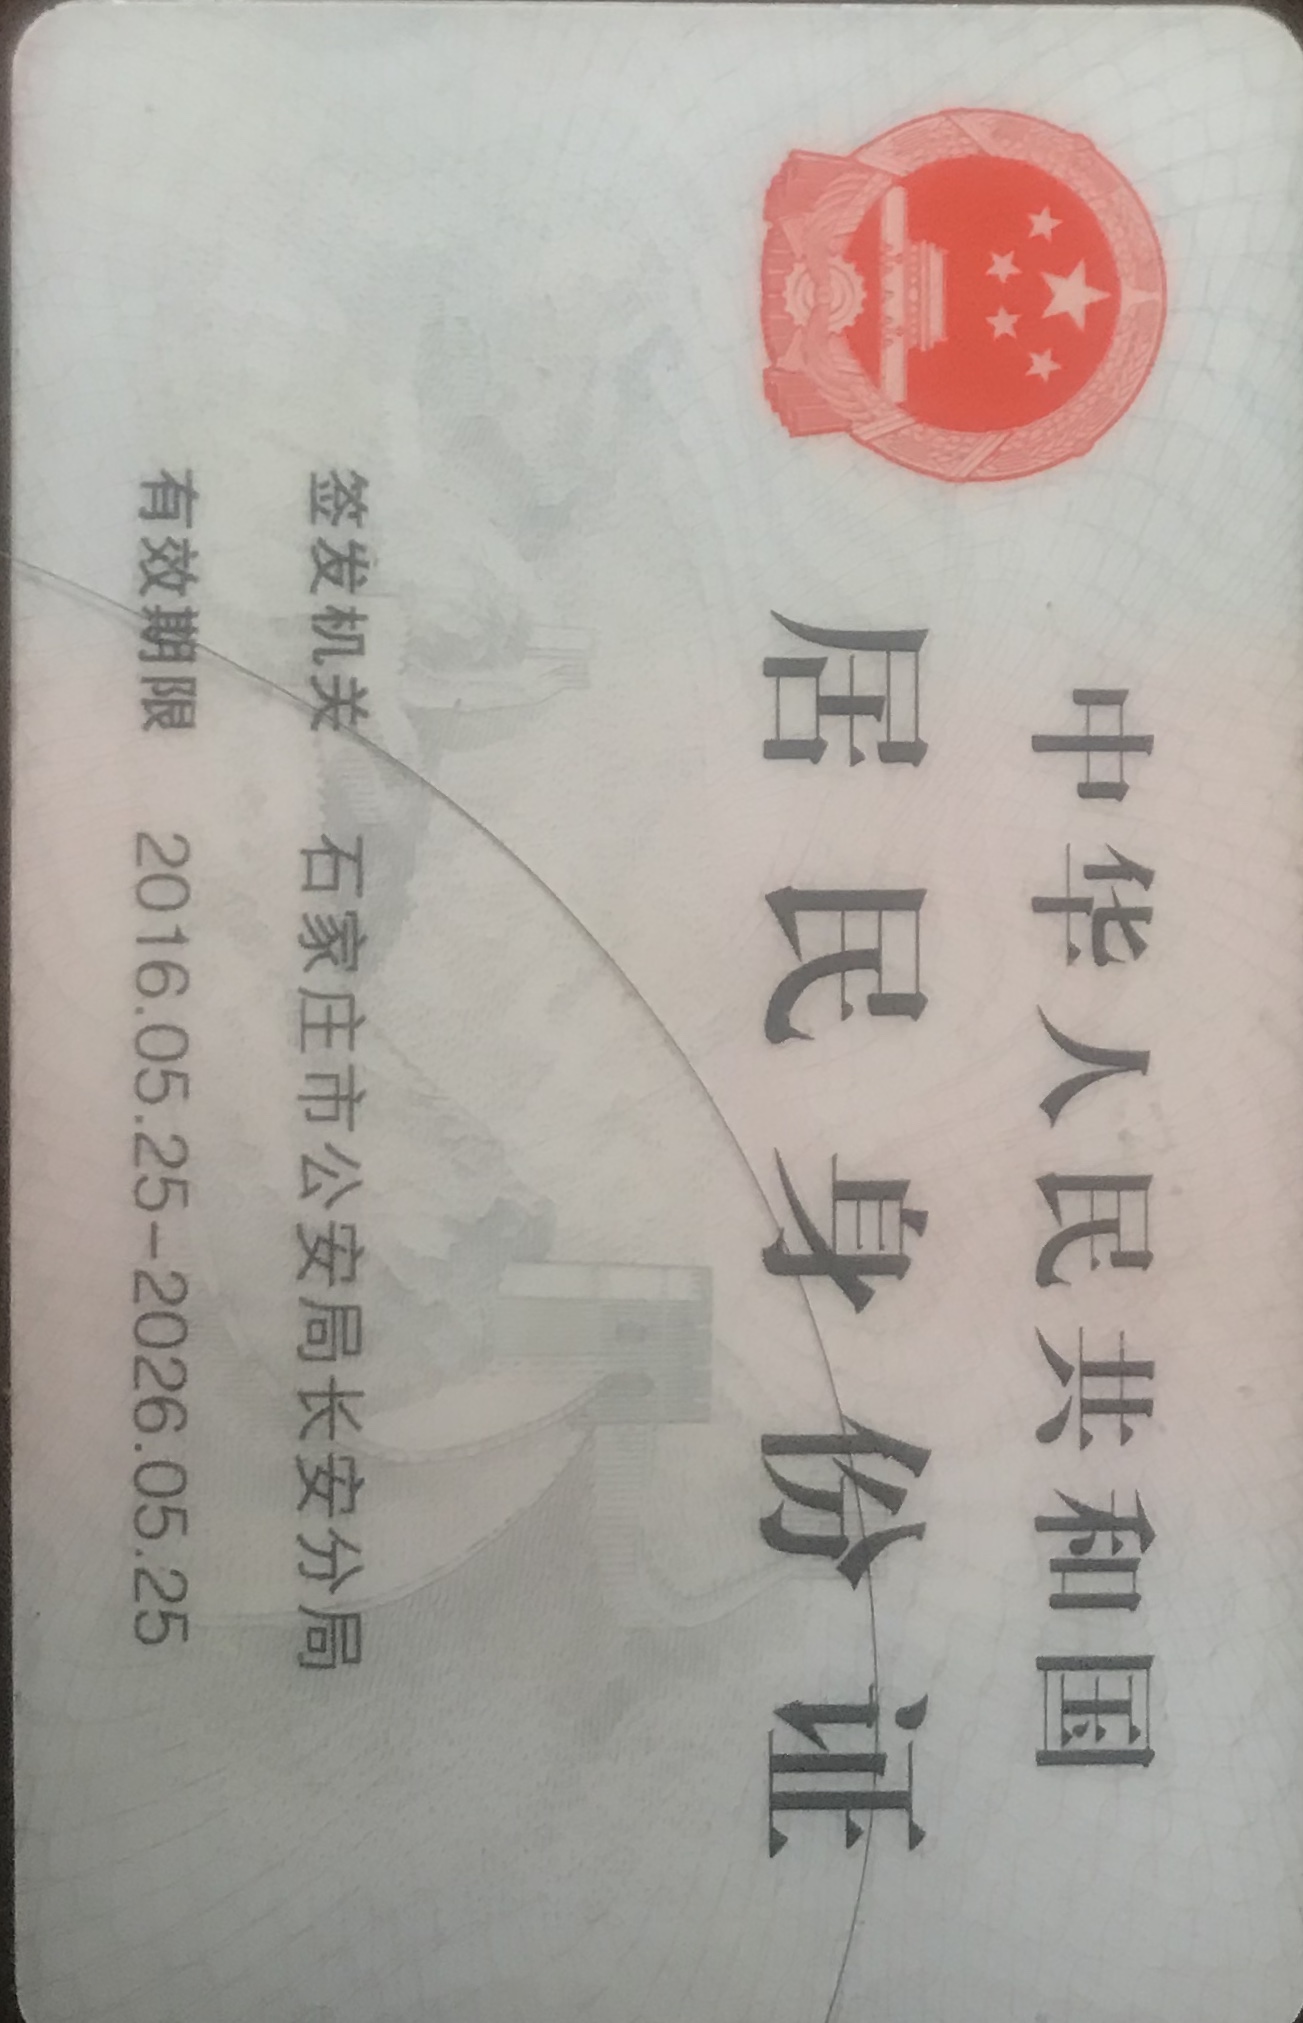 中华人民共和国
居民身份证
签发机关 石家庄市公安局长安分局
有效期限 2016.05.25-2026.05.25